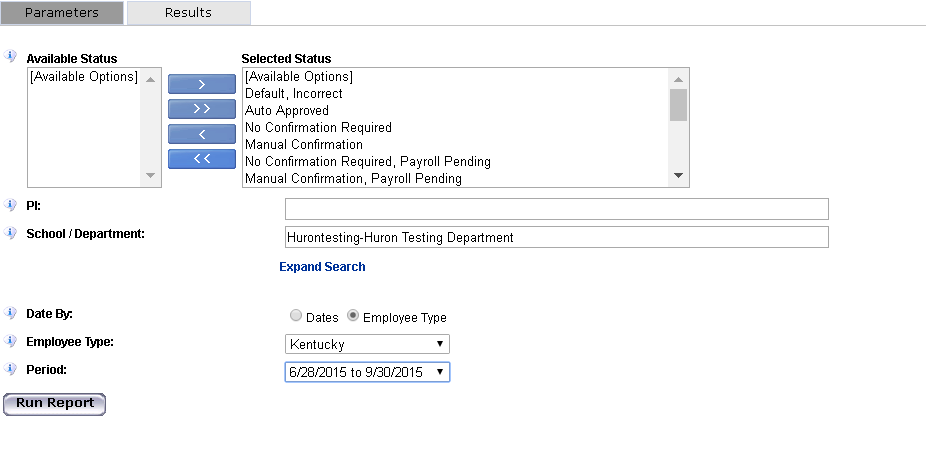 Parameters Results
Available Status Selected Status
[Available Options] [Available Options]
> Default, Incorrect
>> Auto Approved
< No Confirmation Required
Manual Confirmation
<< No Confirmation Required, Payroll Pending
Manual Confirmation, Payroll Pending
PI:
School / Department: Hurontesting-Huron Testing Department
Expand Search
Date By: Dates Employee Type
Employee Type: Kentucky
Period: 6/28/2015 to 9/30/2015
Run Report